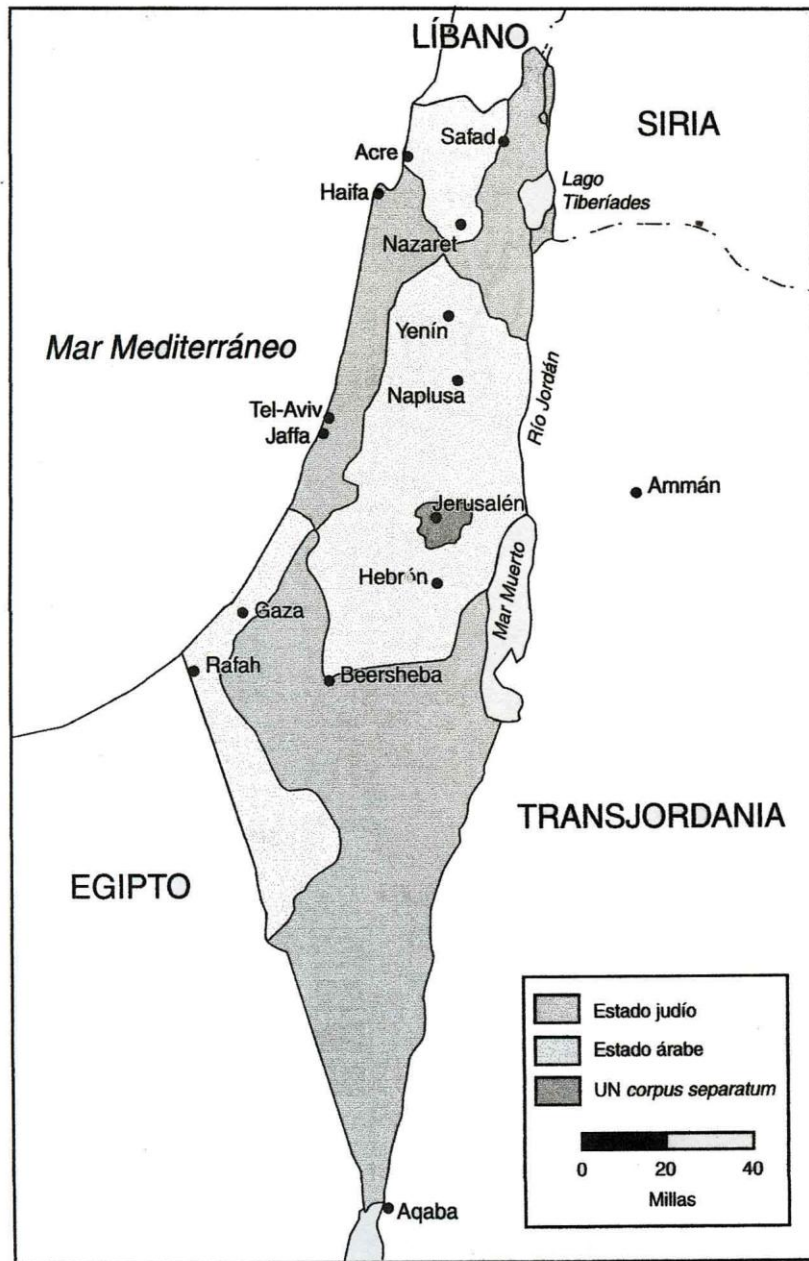 LÍBANO
SIRIA
Safad
Acre
Haifa
Lago
Tiberíades
Nazaret
Yenín
Mar Mediterráneo
Naplusa
Río Jordán
Tel-Aviv
Jaffa
Ammán
Jerusalén
Hebrón
Mar Muerto
Gaza
Rafah
Beersheba
TRANSJORDANIA
EGIPTO
Estado judío
Estado árabe
UN corpus separatum
0 20 40
Millas
Aqaba